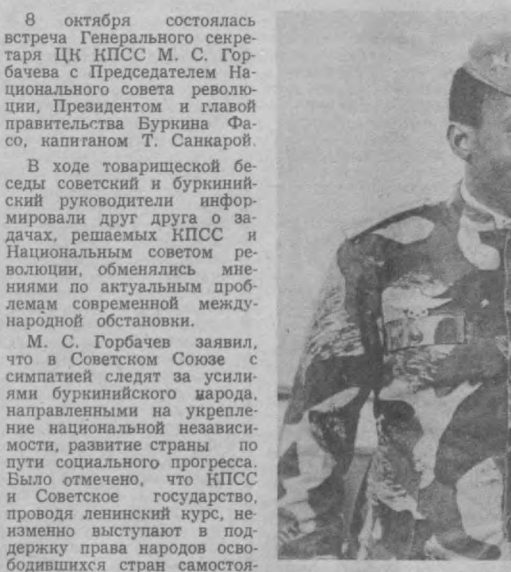 8 октября состоялась
встреча Генерального секре-
таря ЦК КПСС М. С. Гор-
бачева с Председателем На-
ционального совета револю-
ции, Президентом и главой
правительства Буркина Фа-
со, капитаном Т. Санкарой.
В ходе товарищеской бе-
седы советский и буркиний-
ский руководители инфор-
мировали друг друга о за-
дачах, решаемых КПСС и
Национальным советом ре-
волюции, обменялись мне-
ниями по актуальным проб-
лемам современной между-
народной обстановки.
М. С. Горбачев заявил,
что в Советском Союзе с
симпатией следят за усили-
ями буркинийского народа,
направленными на укрепле-
ние национальной независи-
мости, развитие страны по
пути социального прогресса.
Было отмечено, что КПСС
и Советское государство,
проводя ленинский курс, не-
изменно выступают в под-
держку права народов осво-
бодившихся стран самостоя-